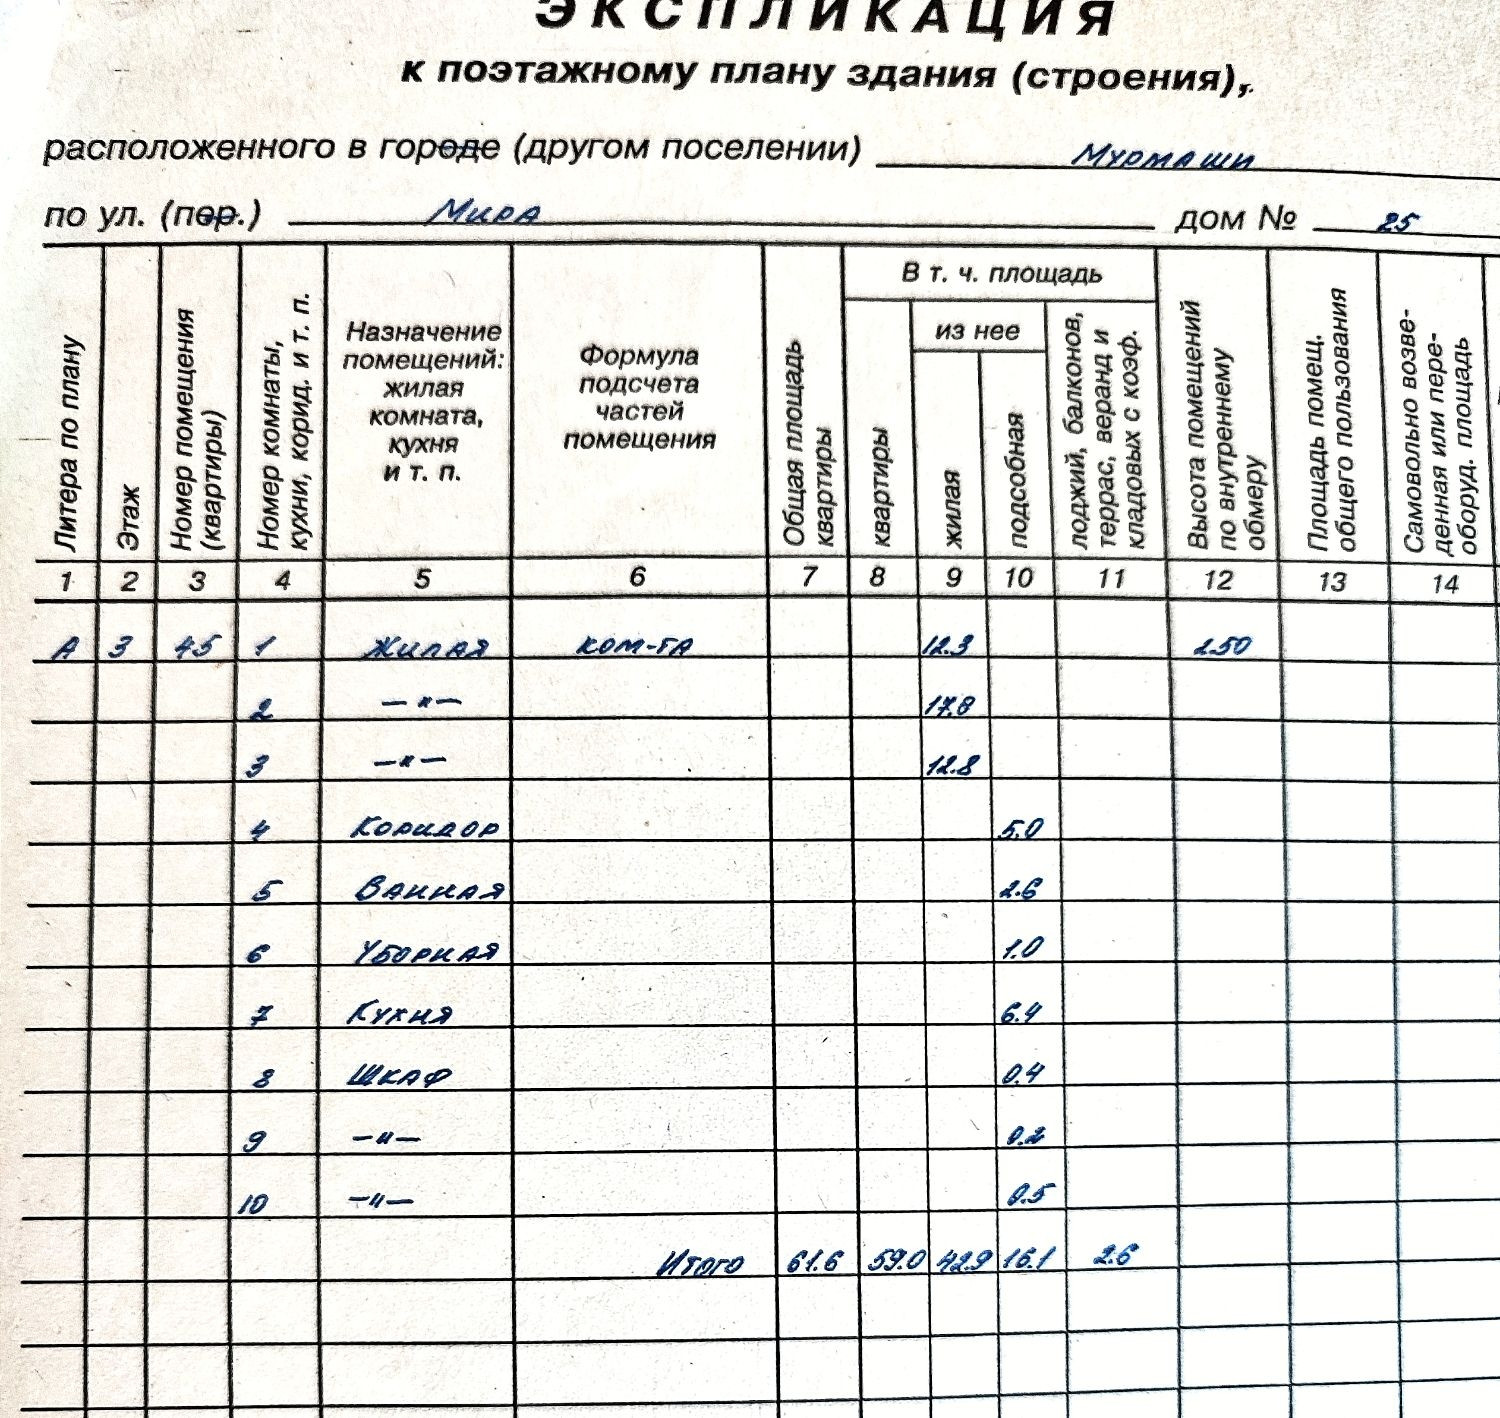 ЭКСПЛИКАЦИЯ
к поэтажному плану здания (строения),
расположенного в городе (другом поселении) Мурмаши
по ул. (пер.) Мира дом № 25
Литера по плану
Этаж
Номер помещения (квартиры)
Номер комнаты, кухни, корид. и т. п.
Назначение помещений: жилая комната, кухня и т. п.
Формула подсчета частей помещения
Общая площадь квартиры
В т. ч. площадь
квартиры
из нее
жилая
подсобная
лоджий, балконов, террас, веранд и кладовых с коэф.
Высота помещений по внутреннему обмеру
Площадь помещ. общего пользования
Самовольно возведенная или переоборуд. площадь
1 2 3 4 5 6 7 8 9 10 11 12 13 14
А 3 45 1 Жилая ком-та 12.3 2.50
2 —"— 17.8
3 —"— 12.8
4 Коридор 5.0
5 Ванная 2.6
6 Уборная 1.0
7 Кухня 6.4
8 Шкаф 0.4
9 —"— 0.2
10 —"— 0.5
Итого 61.6 59.0 42.9 16.1 2.6